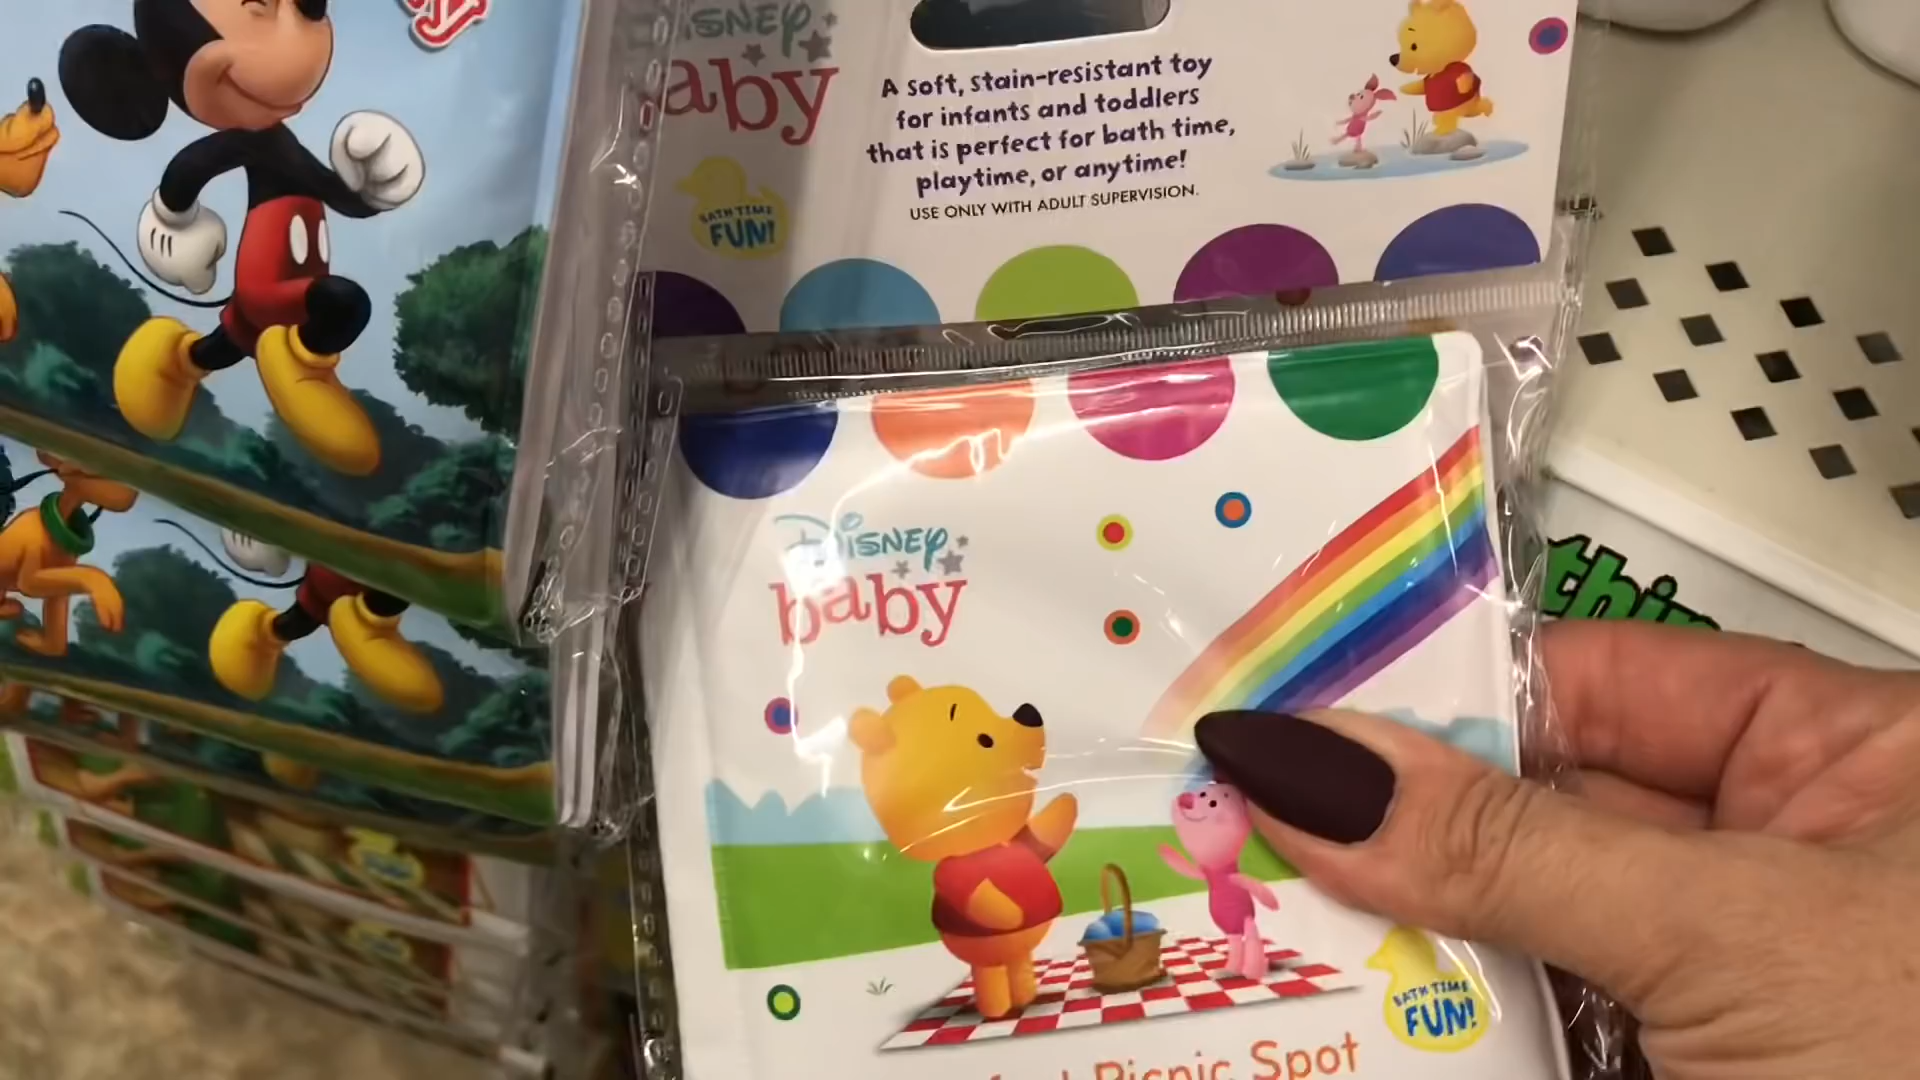 Disney
baby
A soft, stain-resistant toy
for infants and toddlers
that is perfect for bath time,
playtime, or anytime!
USE ONLY WITH ADULT SUPERVISION.
BATH TIME
FUN!
Disney
baby
BATH TIME
FUN!
Picnic Spot